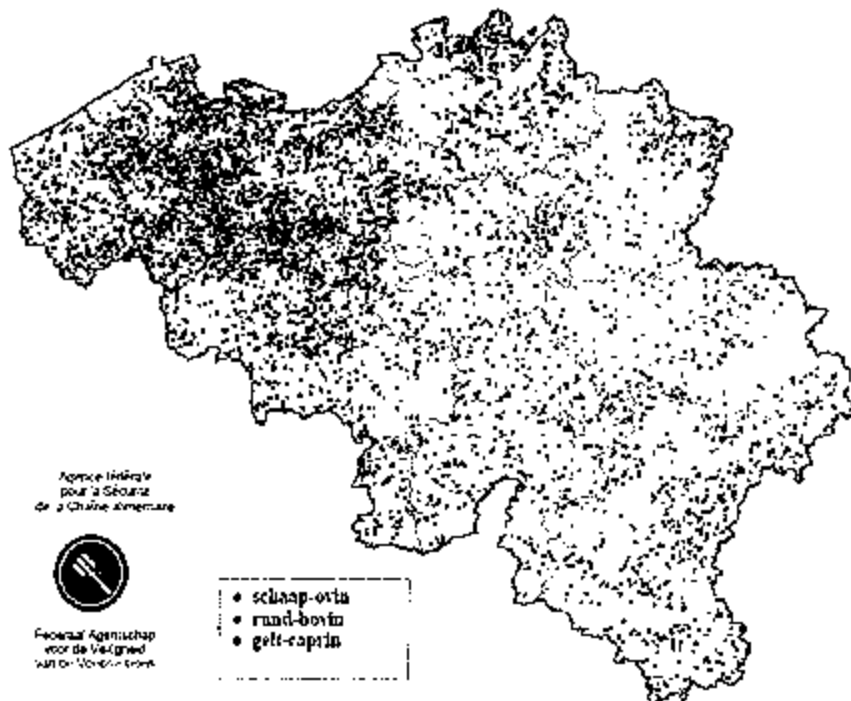 Agence fédérale
pour la Sécurité
de la Chaîne alimentaire
Federaal Agentschap
voor de Veiligheid
van de
schaap-ovin
rund-bovin
geit-caprin